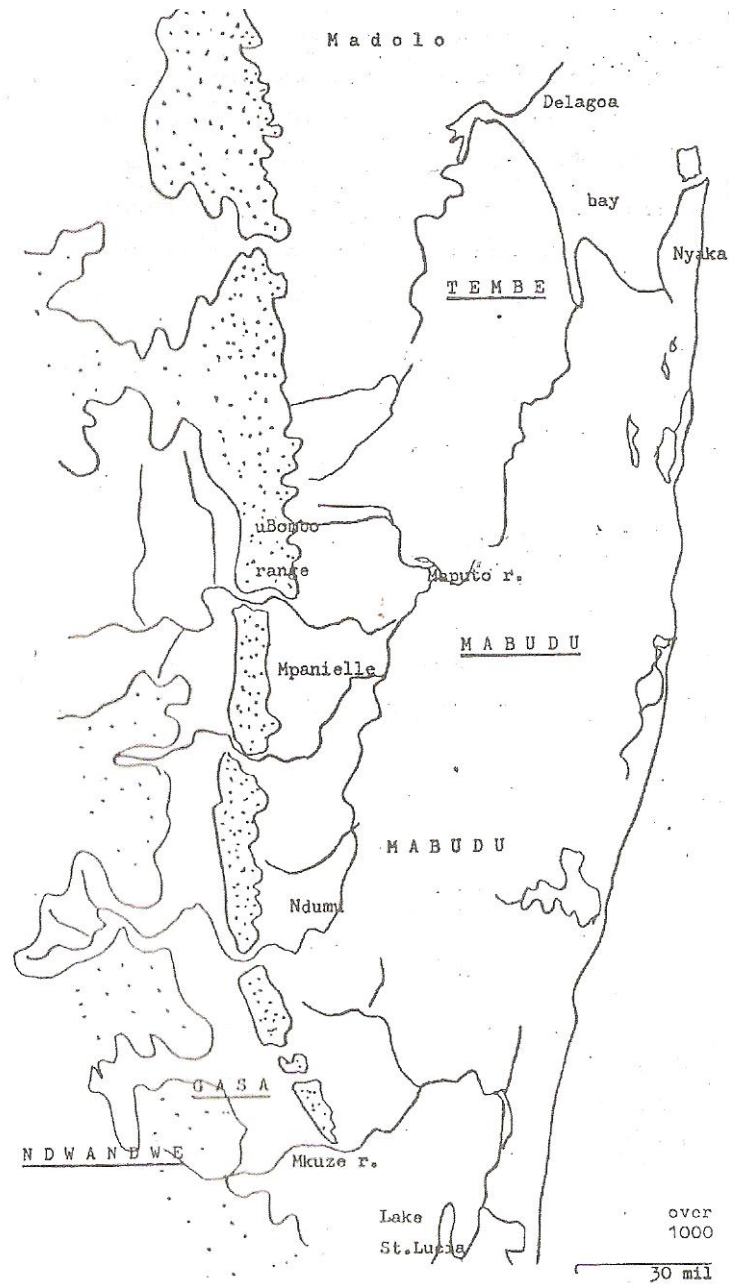 Madolo
Delagoa
bay
Nyaka
TEMBE
uBombo
range
Maputo r.
MABUDU
Mpanielle
MABUDU
Ndumu
GASA
NDWANDWE
Mkuze r.
Lake
St.Lucia
over
1000
30 mil